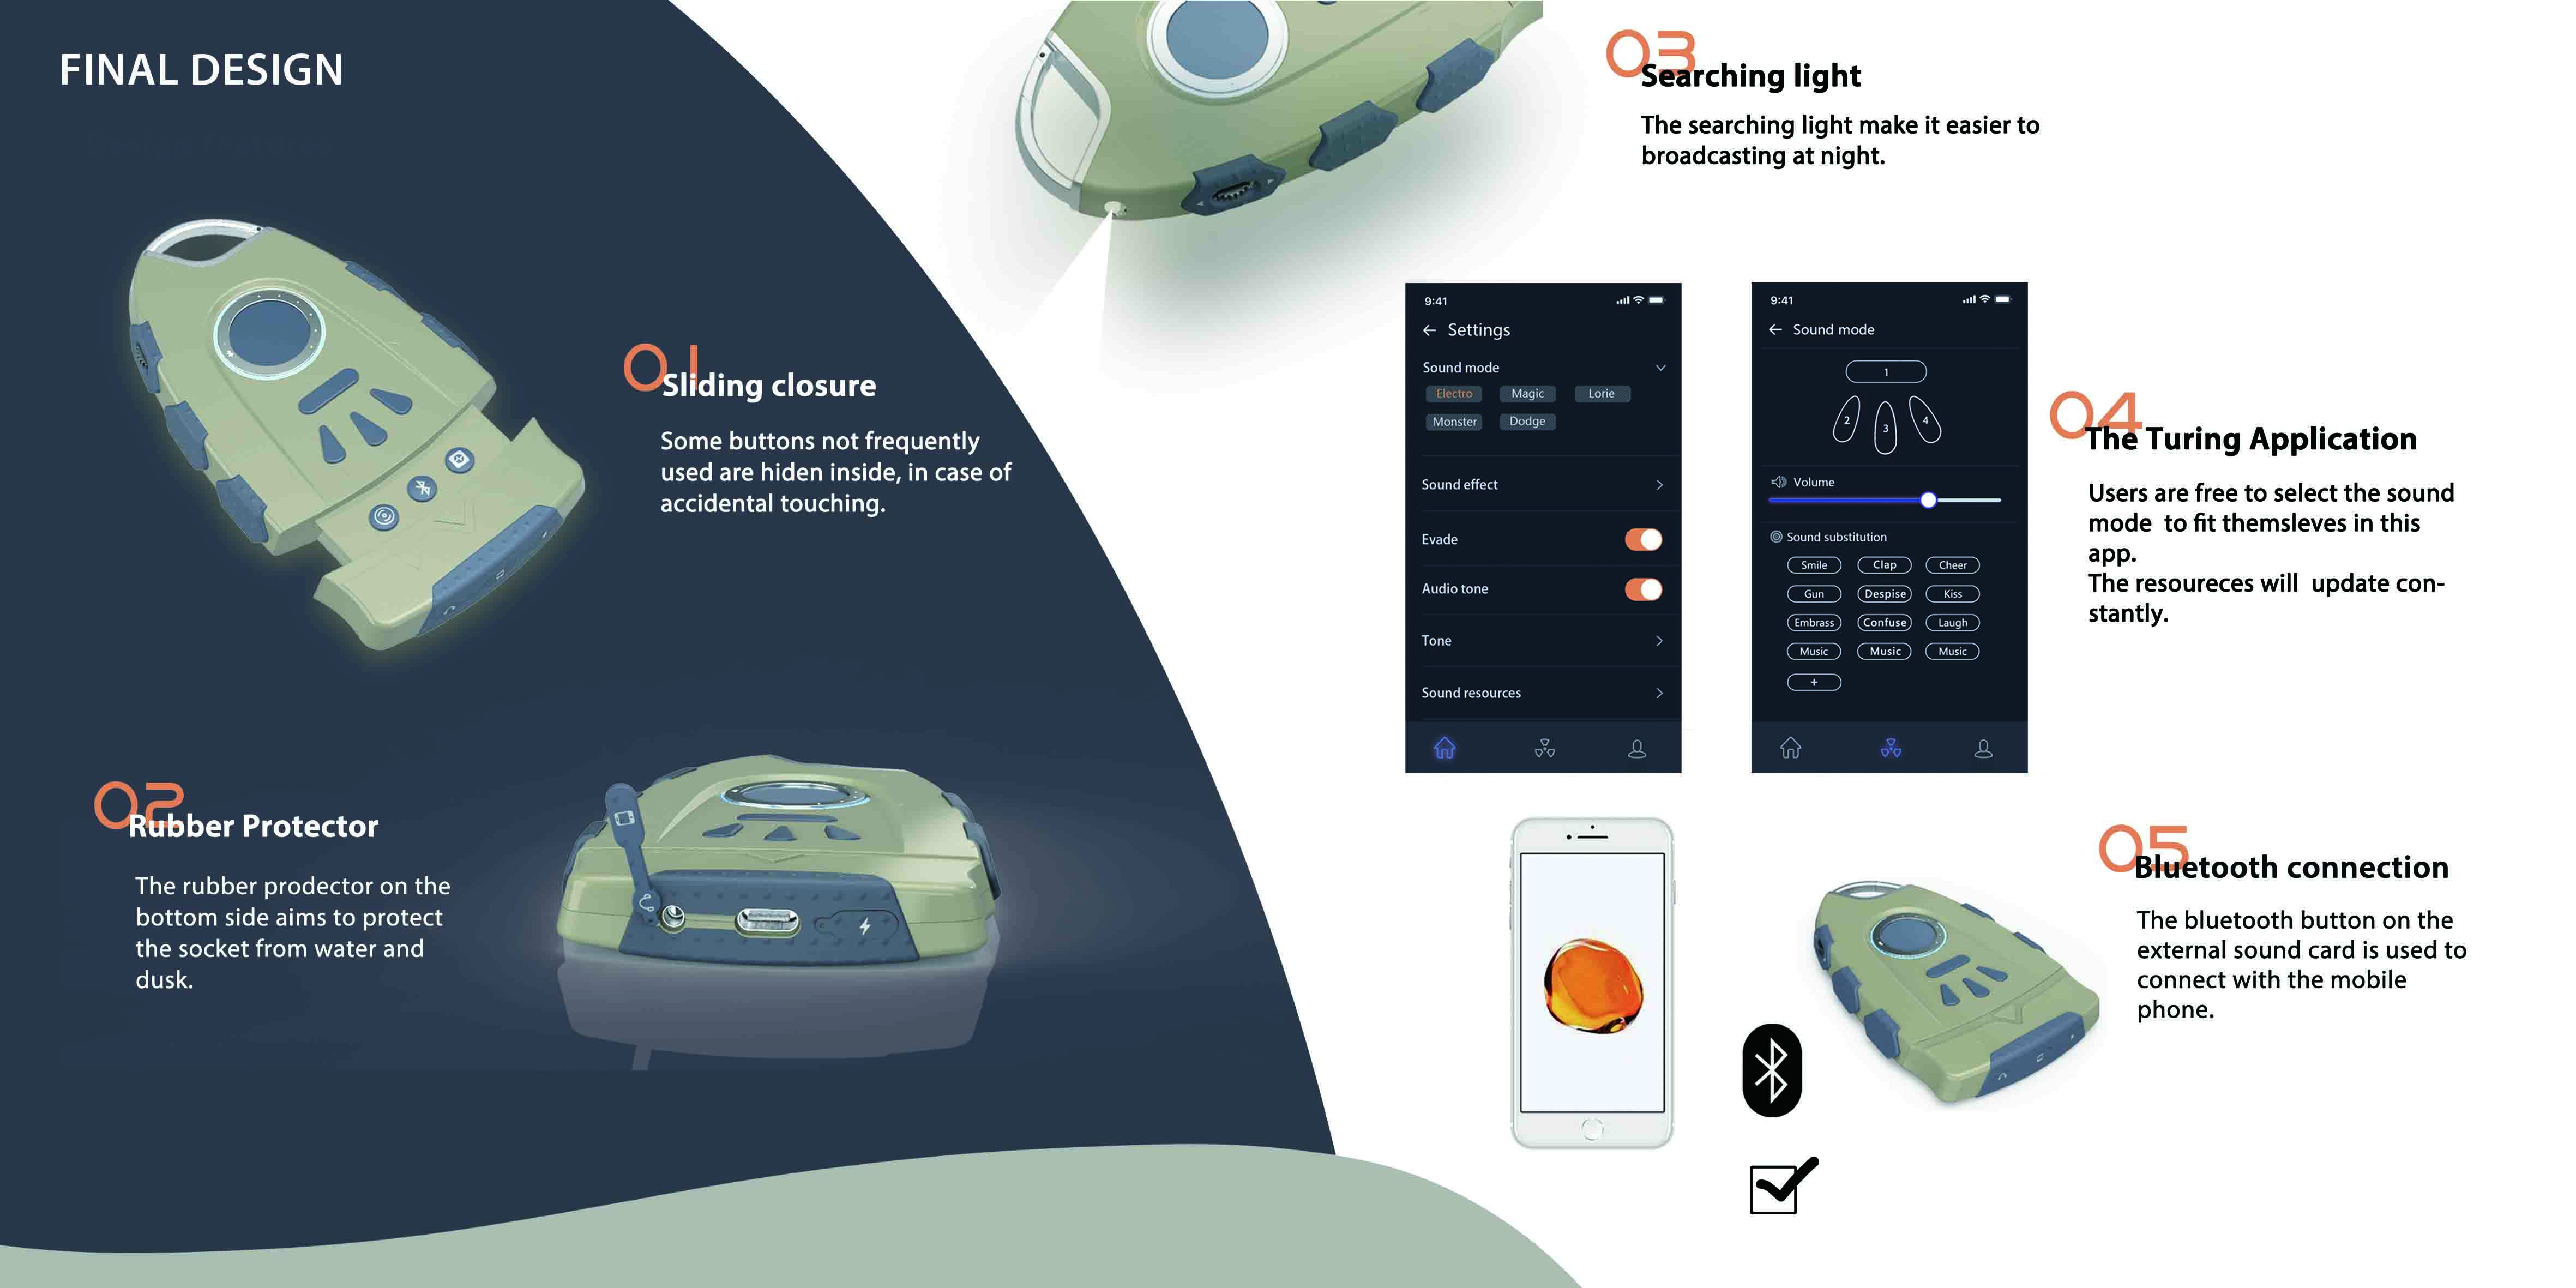 FINAL DESIGN
01
Sliding closure
Some buttons not frequently
used are hiden inside, in case of
accidental touching.
02
Rubber Protector
The rubber prodector on the
bottom side aims to protect
the socket from water and
dusk.
03
Searching light
The searching light make it easier to
broadcasting at night.
9:41
Settings
Sound mode
Electro Magic Lorie
Monster Dodge
Sound effect
Evade
Audio tone
Tone
Sound resources
9:41
Sound mode
1
2 3 4
Volume
Sound substitution
Smile Clap Cheer
Gun Despise Kiss
Embrass Confuse Laugh
Music Music Music
+
04
The Turing Application
Users are free to select the sound
mode to fit themsleves in this
app.
The resoureces will update con-
stantly.
05
Bluetooth connection
The bluetooth button on the
external sound card is used to
connect with the mobile
phone.